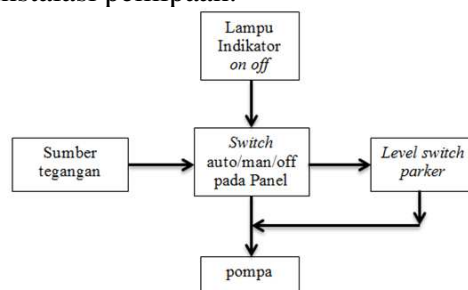 Lampu
Indikator
on off
Sumber
tegangan
Switch
auto/man/off
pada Panel
Level switch
parker
pompa